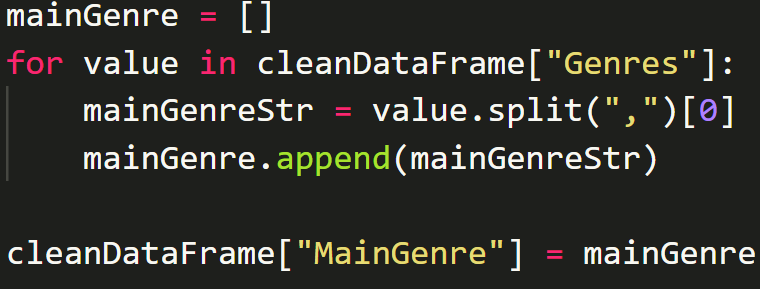 mainGenre = []
for value in cleanDataFrame["Genres"]:
    mainGenreStr = value.split(",")[0]
    mainGenre.append(mainGenreStr)

cleanDataFrame["MainGenre"] = mainGenre